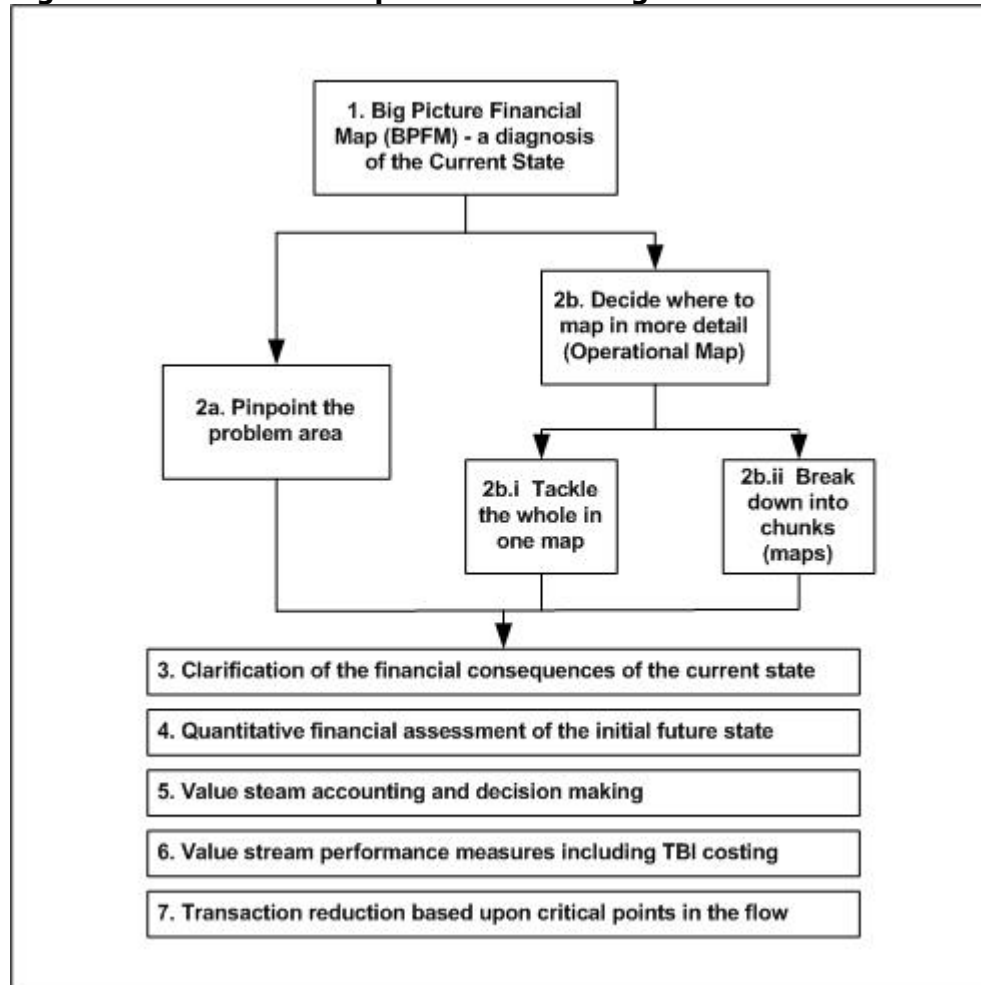 1. Big Picture Financial
Map (BPFM) - a diagnosis
of the Current State
2b. Decide where to
map in more detail
(Operational Map)
2a. Pinpoint the
problem area
2b.i Tackle
the whole in
one map
2b.ii Break
down into
chunks
(maps)
3. Clarification of the financial consequences of the current state
4. Quantitative financial assessment of the initial future state
5. Value steam accounting and decision making
6. Value stream performance measures including TBI costing
7. Transaction reduction based upon critical points in the flow